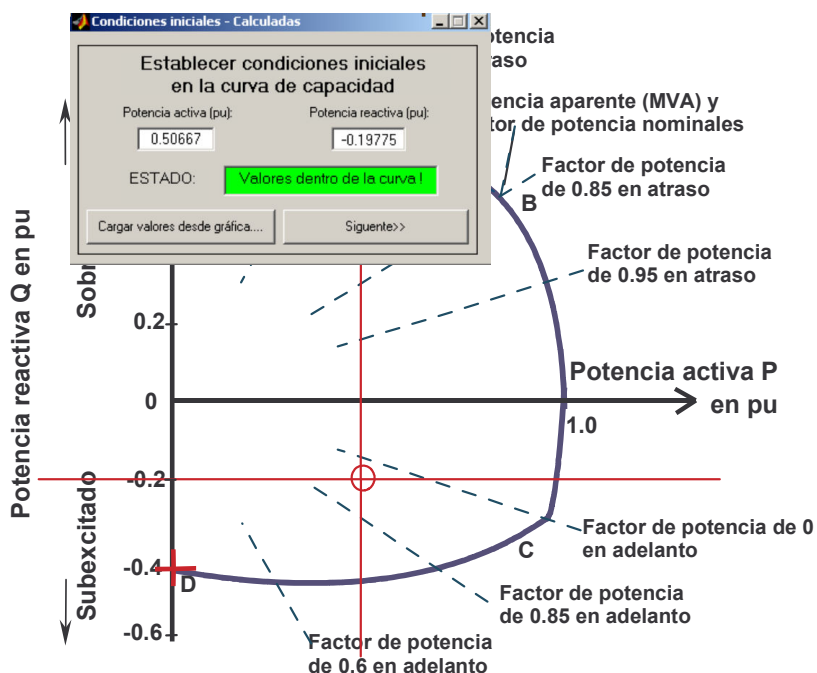 Condiciones iniciales - Calculadas
Establecer condiciones iniciales
en la curva de capacidad
Potencia activa (pu):
Potencia reactiva (pu):
0.50667
-0.19775
ESTADO:
Valores dentro de la curva !
Cargar valores desde gráfica....
Siguente>>
aparente (MVA) y
de potencia nominales
B
Factor de potencia
de 0.85 en atraso
Factor de potencia
de 0.95 en atraso
Potencia reactiva Q en pu
0.2
0
-0.2
-0.4
-0.6
Potencia activa P
en pu
1.0
Subexcitado
D
C
Factor de potencia de 0
en adelanto
Factor de potencia
de 0.85 en adelanto
Factor de potencia
de 0.6 en adelanto